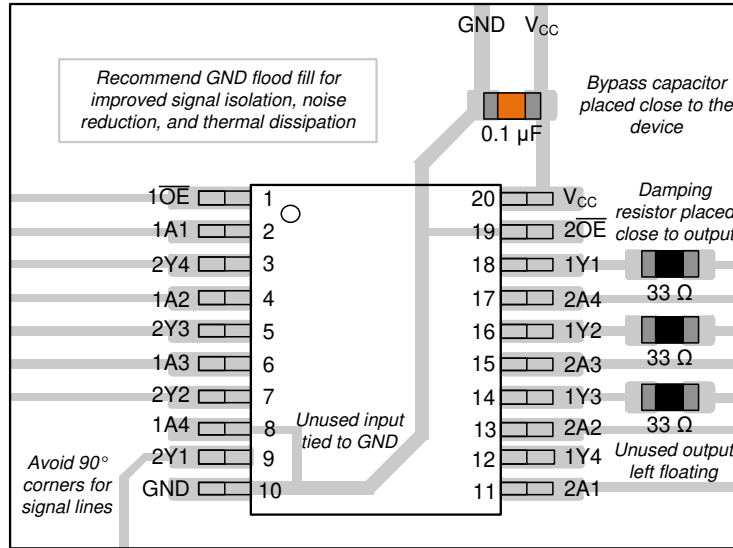 GND V_CC
Recommend GND flood fill for
improved signal isolation, noise
reduction, and thermal dissipation
0.1 µF
Bypass capacitor
placed close to the
device
1O̅E̅ 1 20 V_CC
Damping
resistor placed
close to output
1A1 2 19 2O̅E̅
2Y4 3 18 1Y1
33 Ω
1A2 4 17 2A4
2Y3 5 16 1Y2
33 Ω
1A3 6 15 2A3
2Y2 7 14 1Y3
33 Ω
1A4 8 13 2A2
Unused input
tied to GND
2Y1 9 12 1Y4
Unused output
left floating
Avoid 90°
corners for
signal lines
GND 10 11 2A1